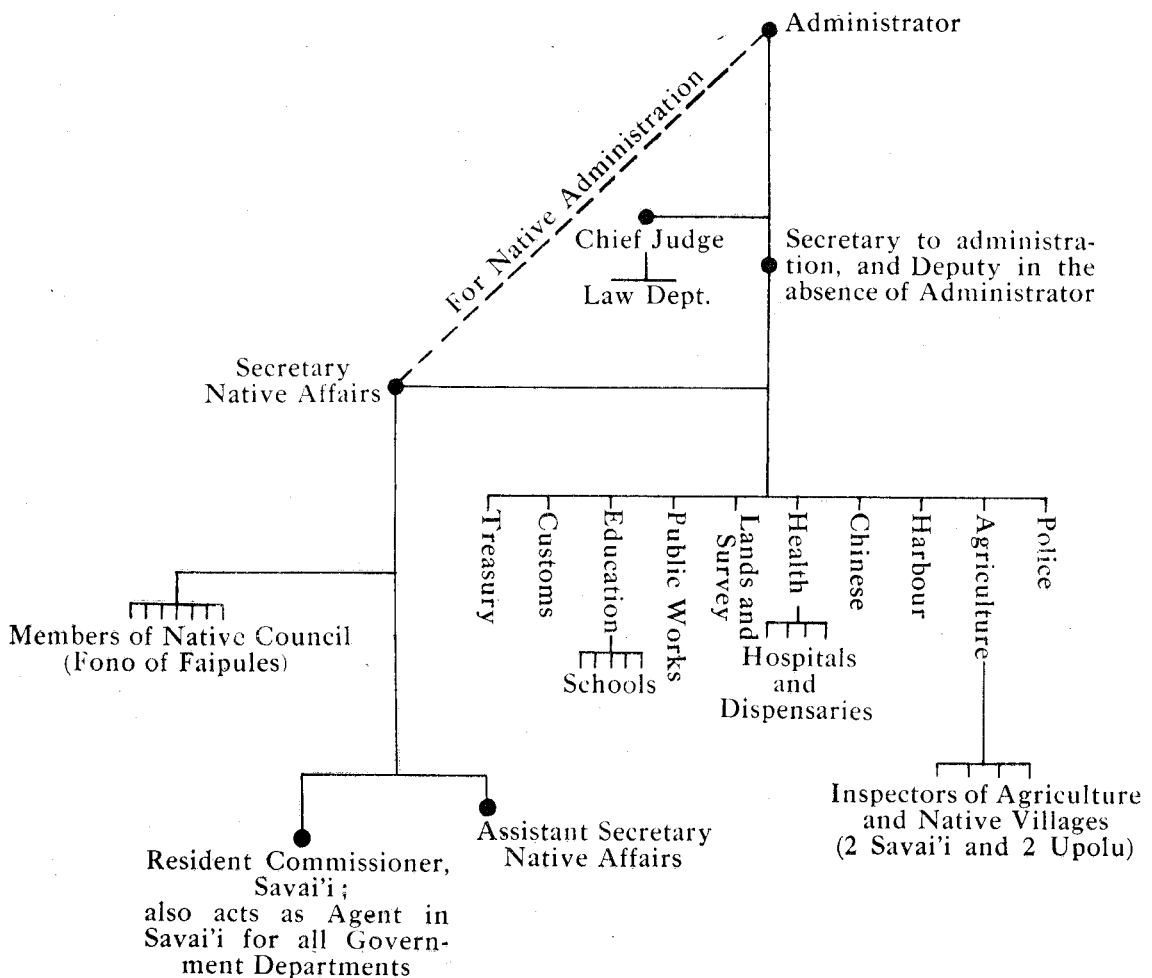 Administrator
For Native Administration
Chief Judge
Law Dept.
Secretary to administra-
tion, and Deputy in the
absence of Administrator
Secretary
Native Affairs
Treasury
Customs
Education
Schools
Public Works
Lands and
Survey
Health
Hospitals
and
Dispensaries
Chinese
Harbour
Agriculture
Police
Members of Native Council
(Fono of Faipules)
Inspectors of Agriculture
and Native Villages
(2 Savai'i and 2 Upolu)
Assistant Secretary
Native Affairs
Resident Commissioner,
Savai'i;
also acts as Agent in
Savai'i for all Govern-
ment Departments